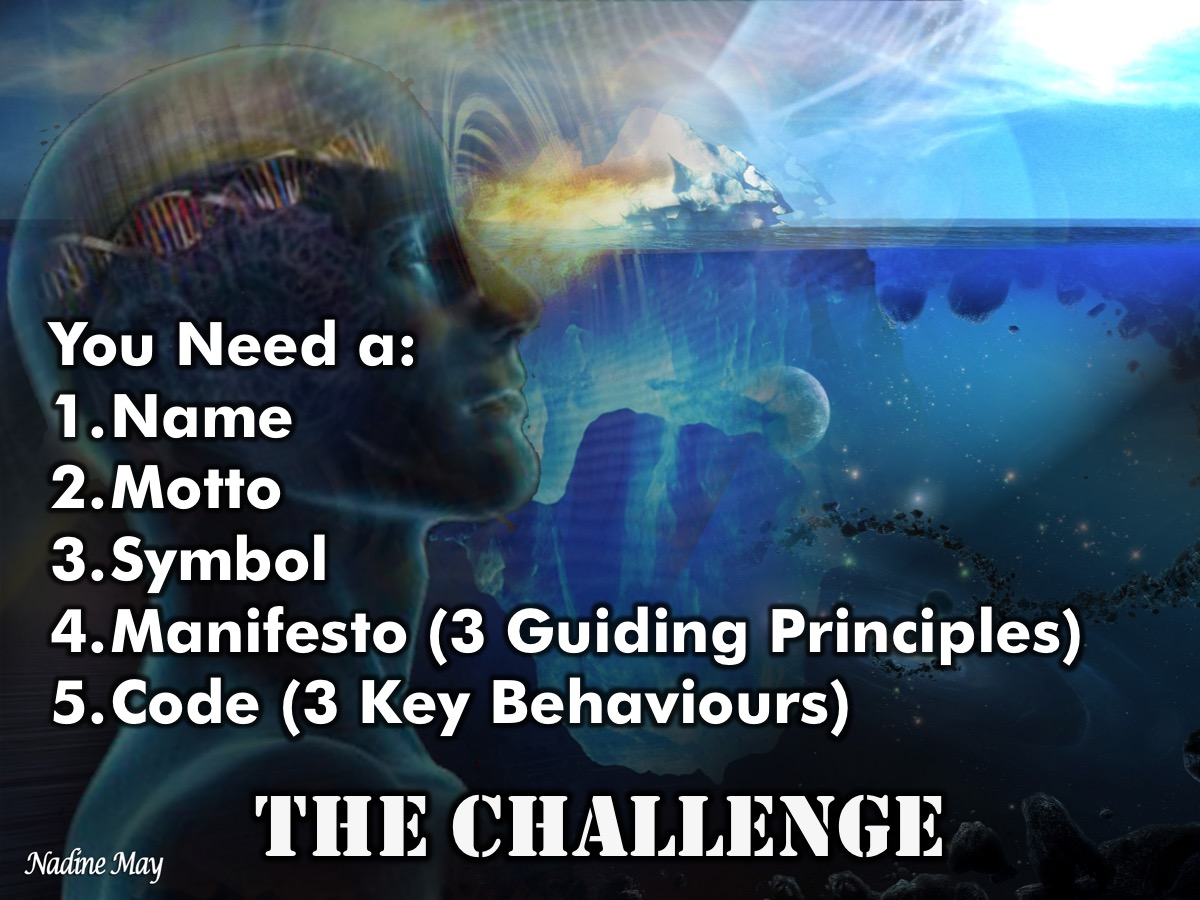 You Need a:
1.Name
2.Motto
3.Symbol
4.Manifesto (3 Guiding Principles)
5.Code (3 Key Behaviours)
THE CHALLENGE
Nadine May